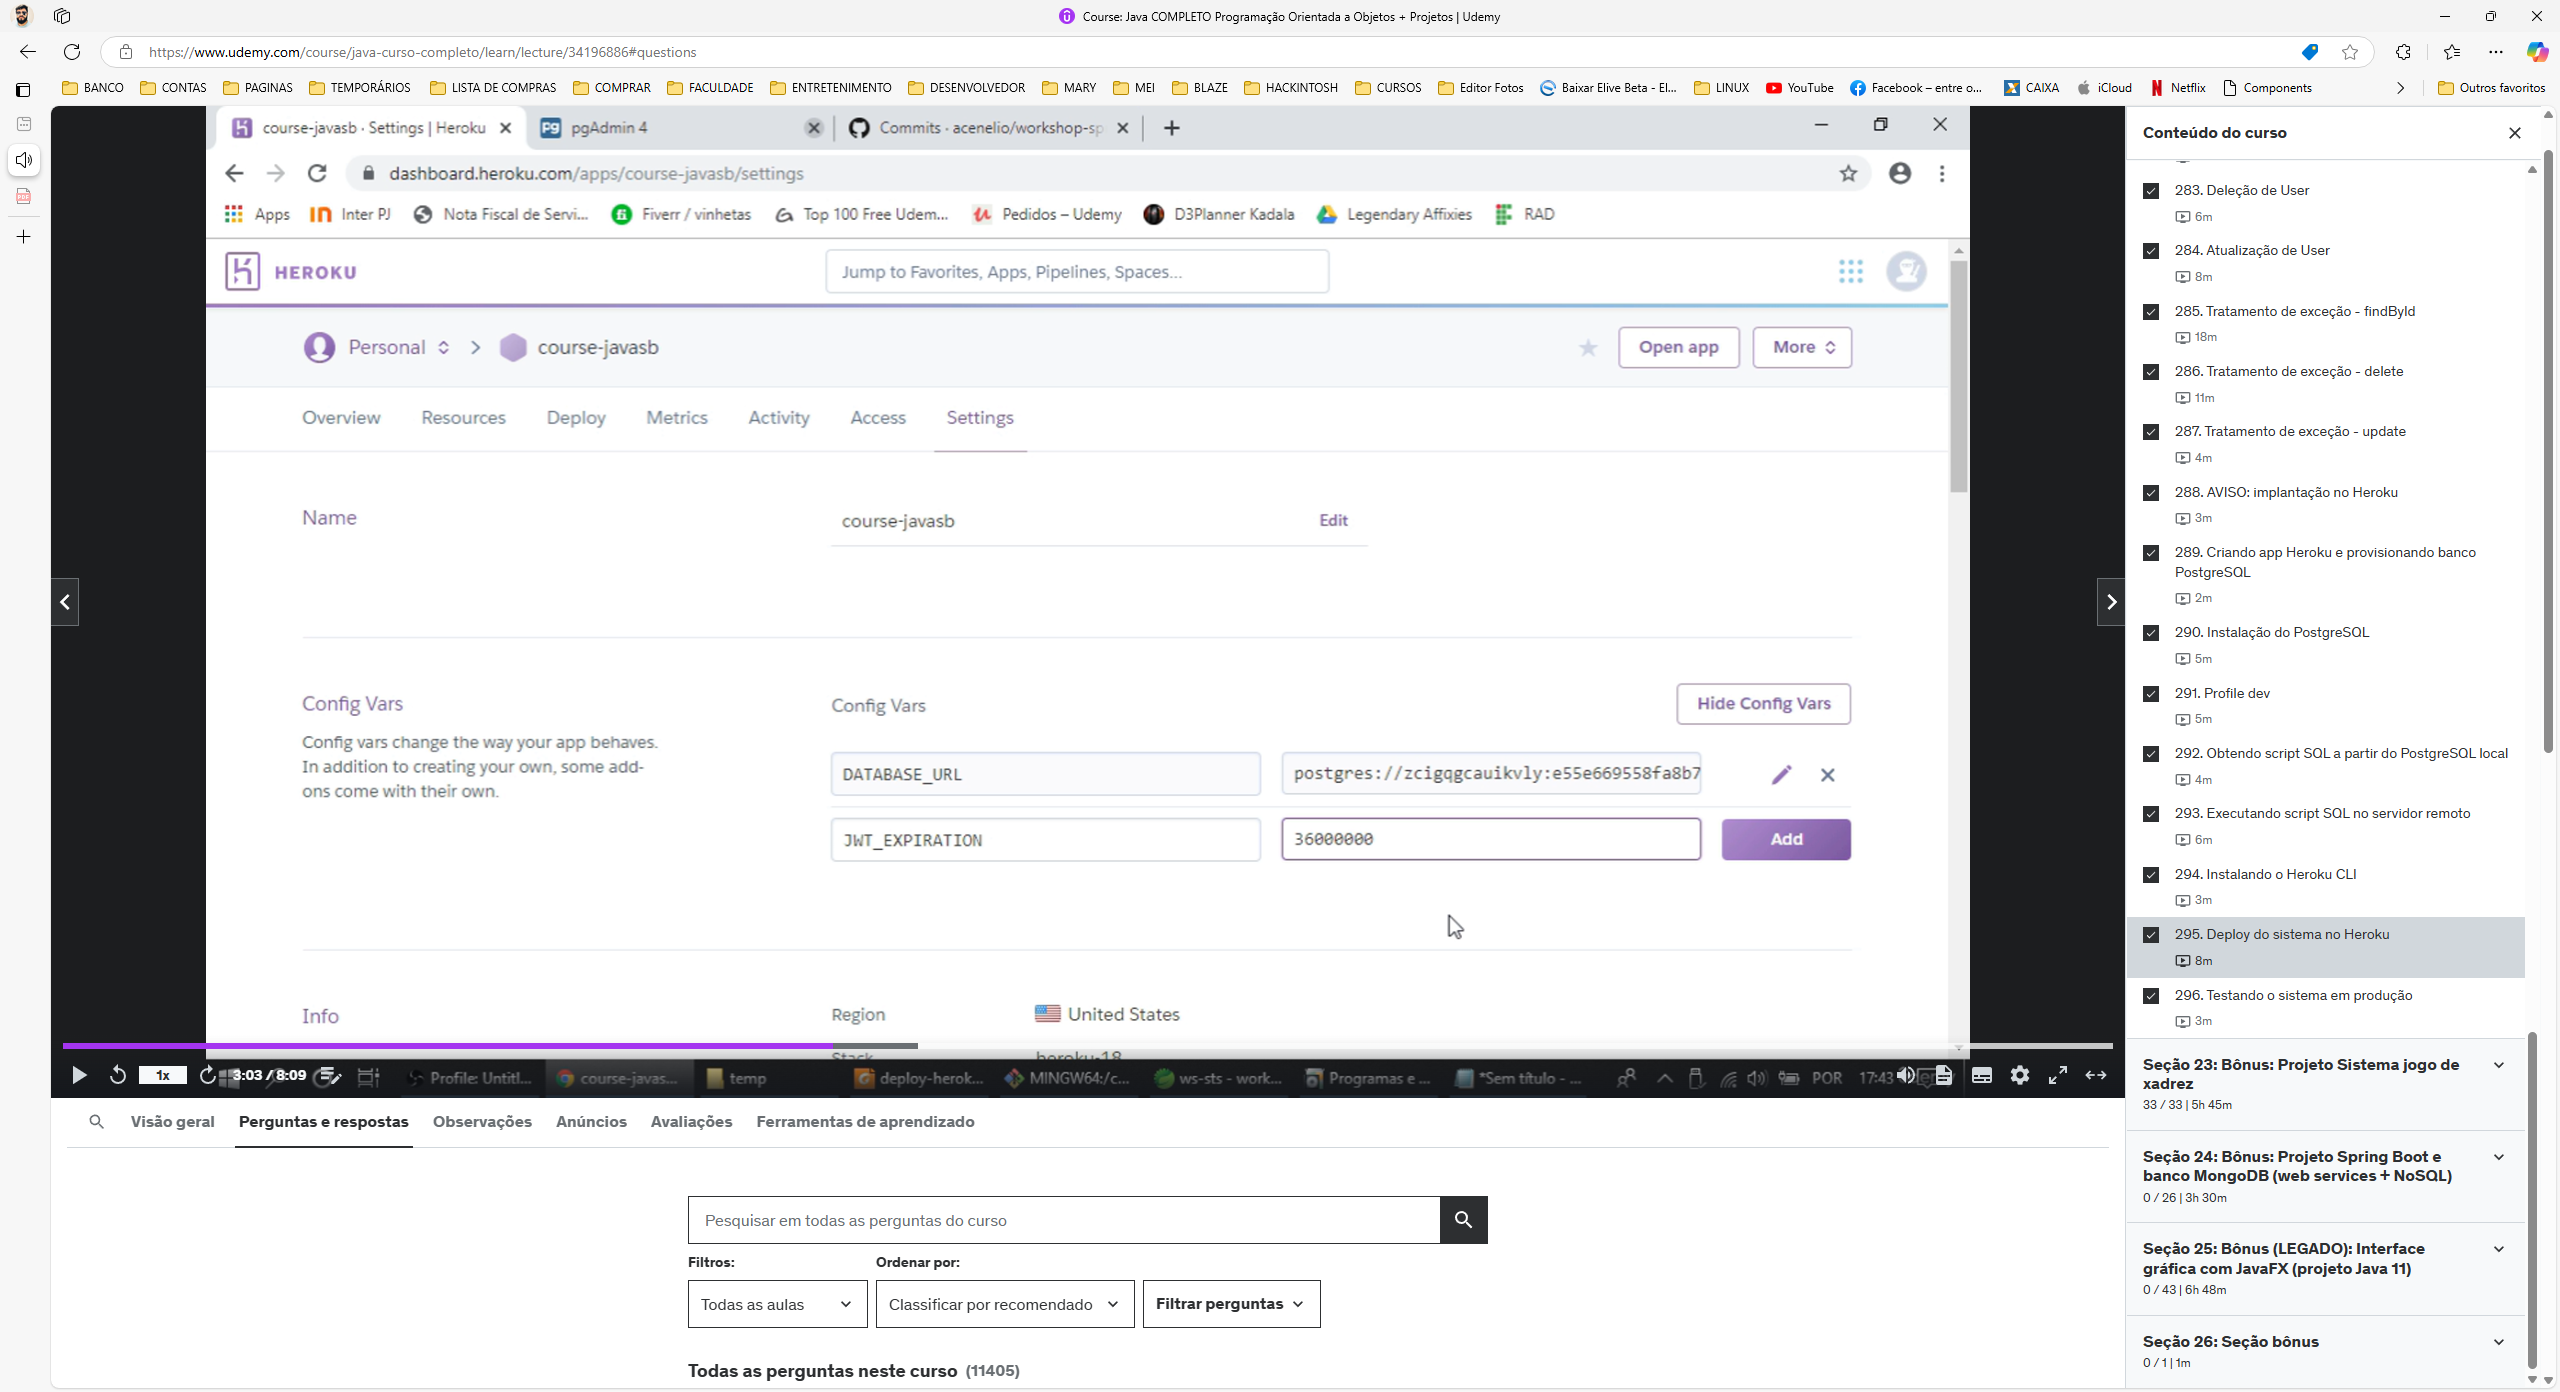 Course: Java COMPLETO Programação Orientada a Objetos + Projetos | Udemy
https://www.udemy.com/course/java-curso-completo/learn/lecture/34196886#questions
BANCO CONTAS PAGINAS TEMPORÁRIOS LISTA DE COMPRAS COMPRAR FACULDADE ENTRETENIMENTO DESENVOLVEDOR MARY MEI BLAZE HACKINTOSH CURSOS Editor Fotos Baixar Elive Beta - El... LINUX YouTube Facebook – entre o... CAIXA iCloud Netflix Components Outros favoritos
course-javasb · Settings | Heroku pgAdmin 4 Commits · acenelio/workshop-sp
dashboard.heroku.com/apps/course-javasb/settings
Apps Inter PJ Nota Fiscal de Servi... Fiverr / vinhetas Top 100 Free Udem... Pedidos – Udemy D3Planner Kadala Legendary Affixies RAD
HEROKU
Jump to Favorites, Apps, Pipelines, Spaces...
Personal > course-javasb
Open app More
Overview Resources Deploy Metrics Activity Access Settings
Name
course-javasb
Edit
Config Vars
Config vars change the way your app behaves.
In addition to creating your own, some add-
ons come with their own.
Config Vars
Hide Config Vars
DATABASE_URL
postgres://zcigqgcauikvly:e55e669558fa8b7
JWT_EXPIRATION
36000000
Add
Info
Region
United States
Stack
heroku-18
1x 3:03 / 8:09
Profile: Untitl... course-javas... temp deploy-herok... MINGW64:/c... ws-sts - work... Programas e ... *Sem título - ... POR 17:43
Visão geral Perguntas e respostas Observações Anúncios Avaliações Ferramentas de aprendizado
Pesquisar em todas as perguntas do curso
Filtros:
Ordenar por:
Todas as aulas
Classificar por recomendado
Filtrar perguntas
Todas as perguntas neste curso (11405)
Conteúdo do curso
283. Deleção de User
6m
284. Atualização de User
8m
285. Tratamento de exceção - findById
18m
286. Tratamento de exceção - delete
11m
287. Tratamento de exceção - update
4m
288. AVISO: implantação no Heroku
3m
289. Criando app Heroku e provisionando banco
PostgreSQL
2m
290. Instalação do PostgreSQL
5m
291. Profile dev
5m
292. Obtendo script SQL a partir do PostgreSQL local
4m
293. Executando script SQL no servidor remoto
6m
294. Instalando o Heroku CLI
3m
295. Deploy do sistema no Heroku
8m
296. Testando o sistema em produção
3m
Seção 23: Bônus: Projeto Sistema jogo de
xadrez
33 / 33 | 5h 45m
Seção 24: Bônus: Projeto Spring Boot e
banco MongoDB (web services + NoSQL)
0 / 26 | 3h 30m
Seção 25: Bônus (LEGADO): Interface
gráfica com JavaFX (projeto Java 11)
0 / 43 | 6h 48m
Seção 26: Seção bônus
0 / 1 | 1m